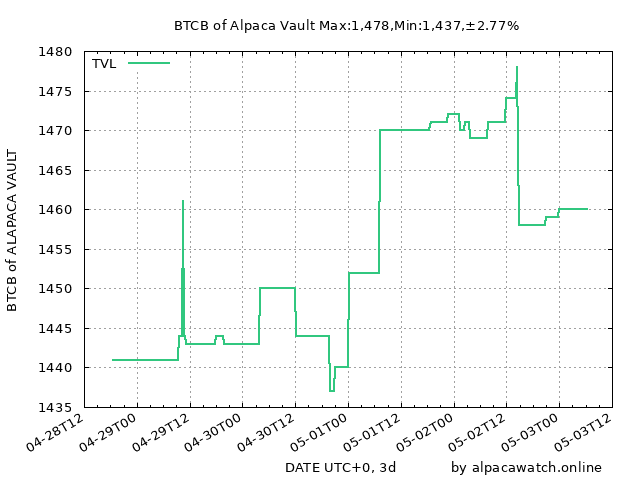 BTCB of Alpaca Vault Max:1,478,Min:1,437,±2.77%
TVL
1480
1475
1470
1465
1460
1455
1450
1445
1440
1435
BTCB of ALAPACA VAULT
04-28T12
04-29T00
04-29T12
04-30T00
04-30T12
05-01T00
05-01T12
05-02T00
05-02T12
05-03T00
05-03T12
DATE UTC+0, 3d
by alpacawatch.online